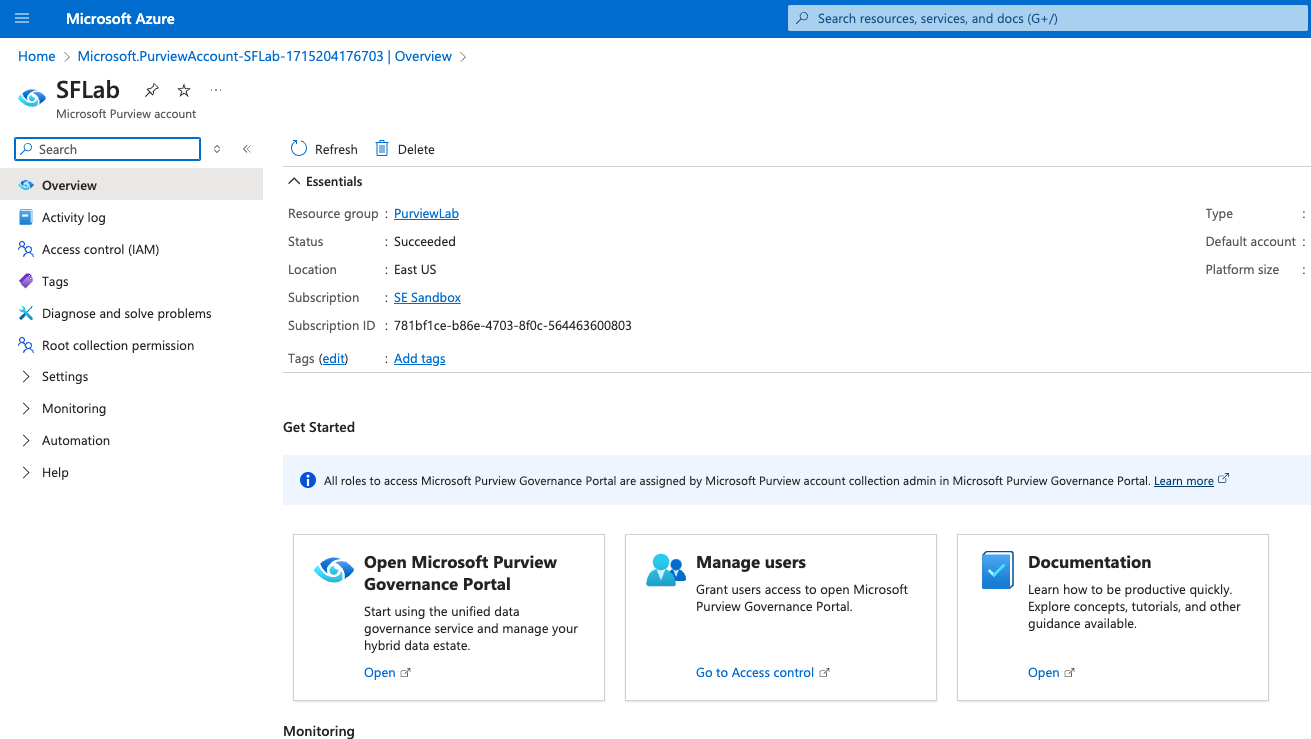 Microsoft Azure
Search resources, services, and docs (G+/)
Home > Microsoft.PurviewAccount-SFLab-1715204176703 | Overview >
SFLab
Microsoft Purview account
Search
Overview
Activity log
Access control (IAM)
Tags
Diagnose and solve problems
Root collection permission
Settings
Monitoring
Automation
Help
Refresh
Delete
Essentials
Resource group : PurviewLab
Status : Succeeded
Location : East US
Subscription : SE Sandbox
Subscription ID : 781bf1ce-b86e-4703-8f0c-564463600803
Tags (edit) : Add tags
Type :
Default account :
Platform size :
Get Started
All roles to access Microsoft Purview Governance Portal are assigned by Microsoft Purview account collection admin in Microsoft Purview Governance Portal. Learn more
Open Microsoft Purview
Governance Portal
Start using the unified data
governance service and manage your
hybrid data estate.
Open
Manage users
Grant users access to open Microsoft
Purview Governance Portal.
Go to Access control
Documentation
Learn how to be productive quickly.
Explore concepts, tutorials, and other
guidance available.
Open
Monitoring